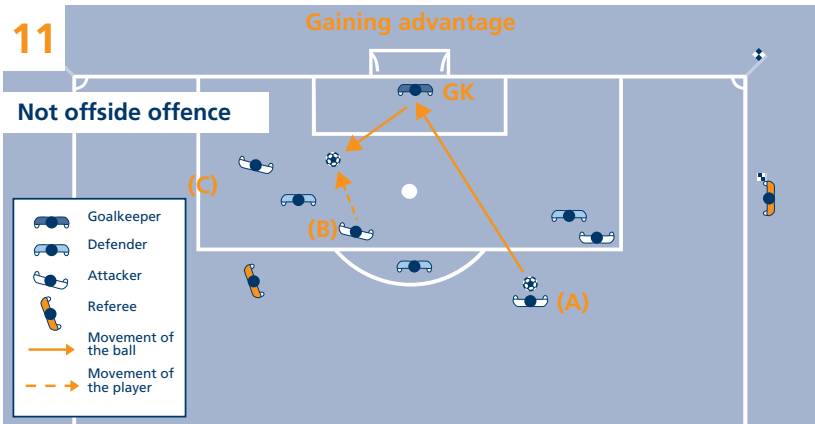 11
Gaining advantage
GK
Not offside offence
(C)
(B)
(A)
Goalkeeper
Defender
Attacker
Referee
Movement of
the ball
Movement of
the player